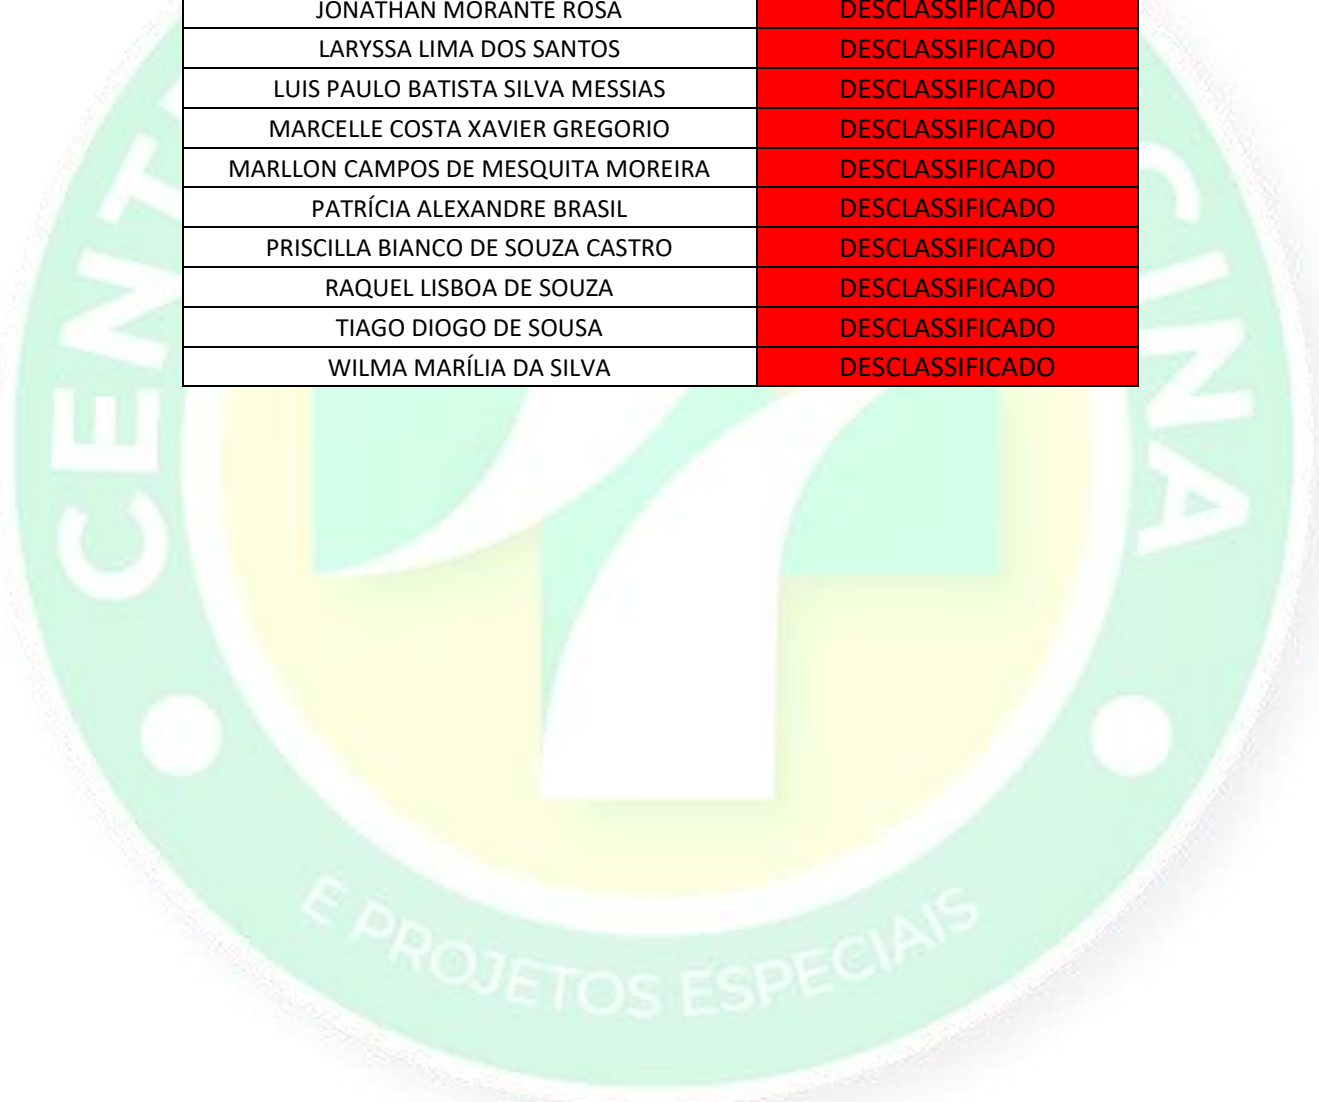 JONATHAN MORANTE ROSA DESCLASSIFICADO
LARYSSA LIMA DOS SANTOS DESCLASSIFICADO
LUIS PAULO BATISTA SILVA MESSIAS DESCLASSIFICADO
MARCELLE COSTA XAVIER GREGORIO DESCLASSIFICADO
MARLLON CAMPOS DE MESQUITA MOREIRA DESCLASSIFICADO
PATRÍCIA ALEXANDRE BRASIL DESCLASSIFICADO
PRISCILLA BIANCO DE SOUZA CASTRO DESCLASSIFICADO
RAQUEL LISBOA DE SOUZA DESCLASSIFICADO
TIAGO DIOGO DE SOUSA DESCLASSIFICADO
WILMA MARÍLIA DA SILVA DESCLASSIFICADO
E PROJETOS ESPECIAIS